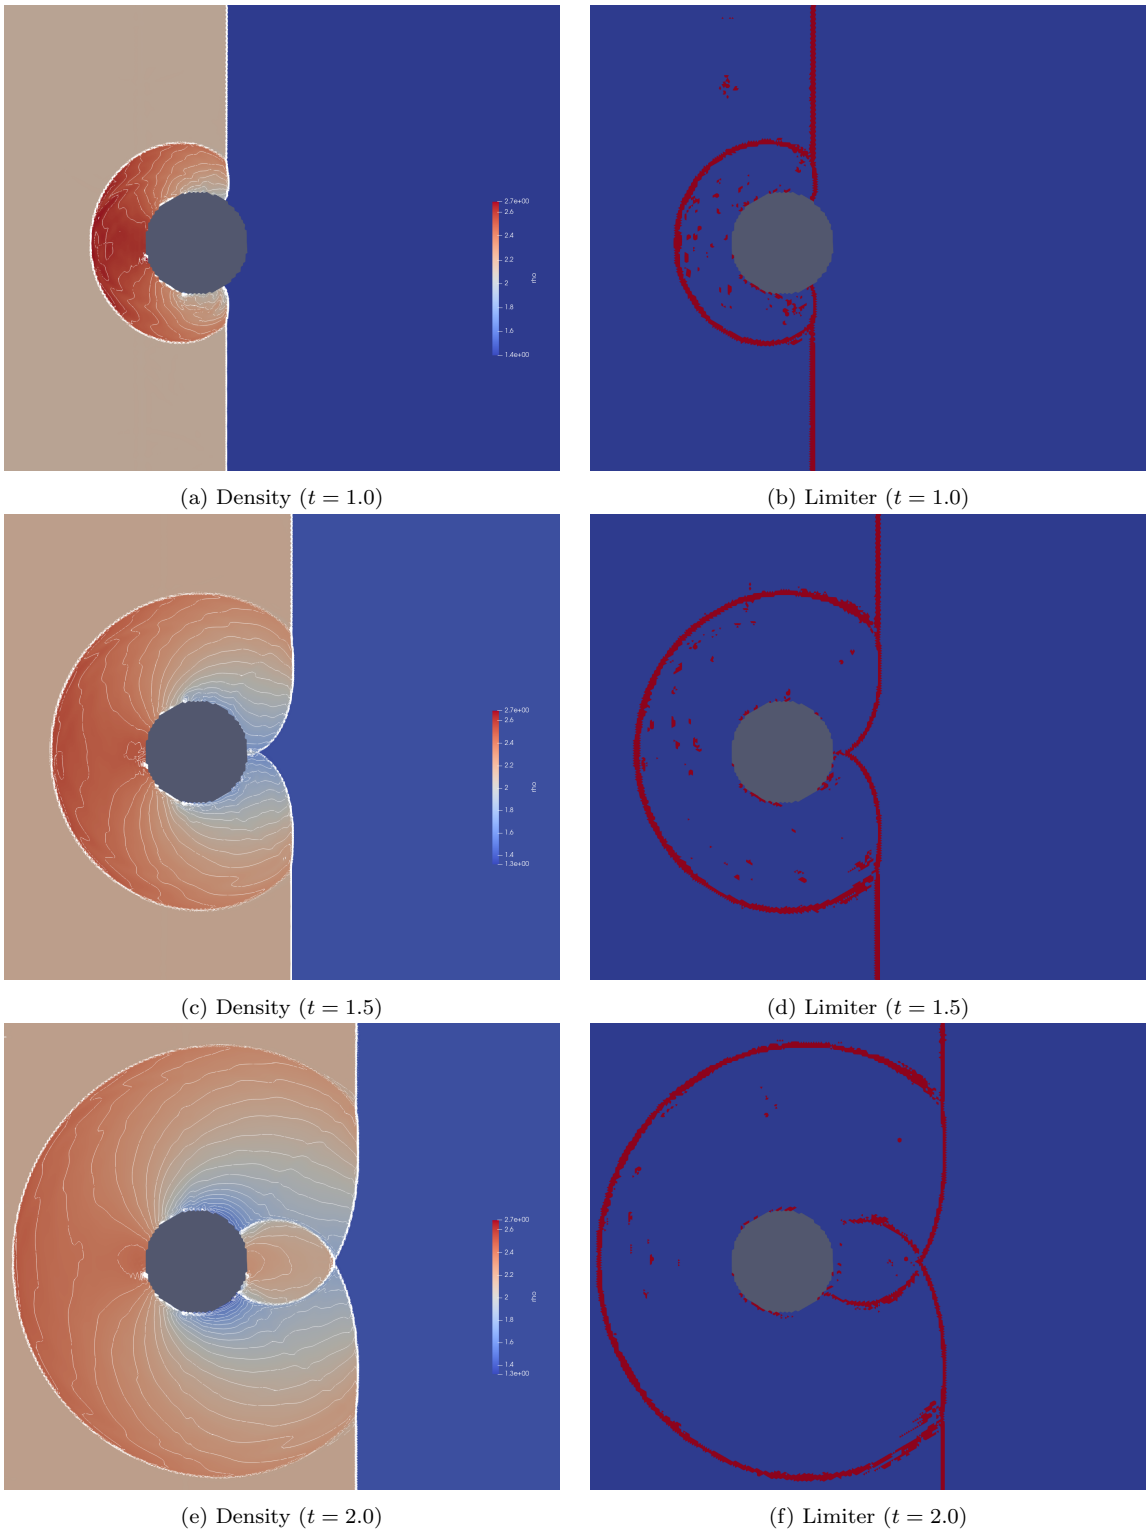 2.7e+00
2.6
2.4
2.2
2
1.8
1.6
1.4e+00
rho
(a) Density (t = 1.0)
(b) Limiter (t = 1.0)
2.7e+00
2.6
2.4
2.2
2
1.8
1.6
1.4
1.3e+00
rho
(c) Density (t = 1.5)
(d) Limiter (t = 1.5)
2.7e+00
2.6
2.4
2.2
2
1.8
1.6
1.4
1.3e+00
rho
(e) Density (t = 2.0)
(f) Limiter (t = 2.0)